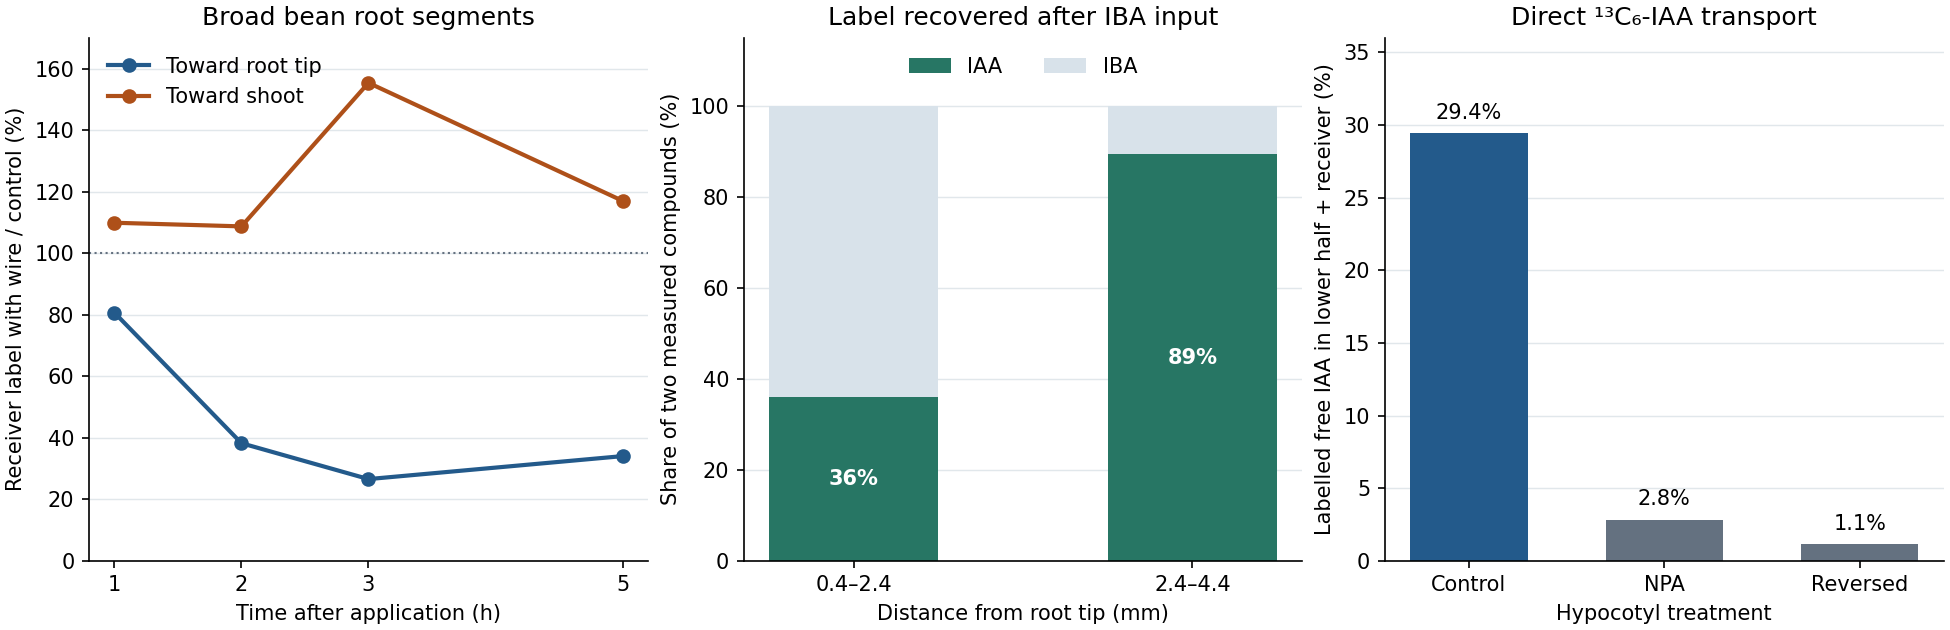 Broad bean root segments
Receiver label with wire / control (%)
160
140
120
100
80
60
40
20
0
Toward root tip
Toward shoot
1 2 3 5
Time after application (h)
Label recovered after IBA input
Share of two measured compounds (%)
IAA IBA
100
80
60
40
20
0
36%
89%
0.4–2.4 2.4–4.4
Distance from root tip (mm)
Direct ¹³C₆-IAA transport
Labelled free IAA in lower half + receiver (%)
35
30
25
20
15
10
5
0
29.4%
2.8%
1.1%
Control NPA Reversed
Hypocotyl treatment